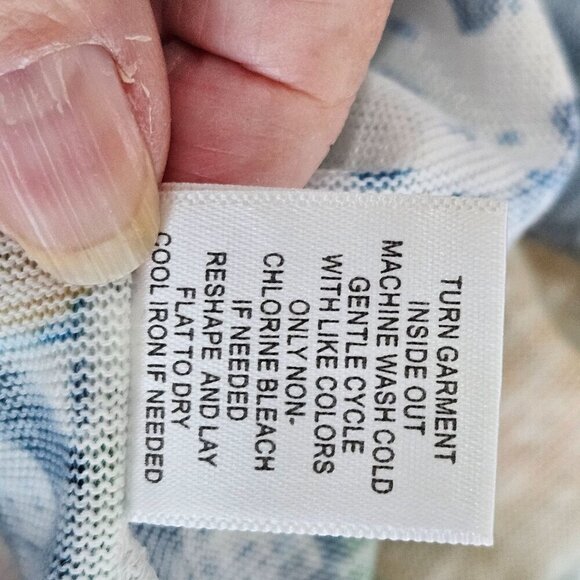 TURN GARMENT
INSIDE OUT
MACHINE WASH COLD
GENTLE CYCLE
WITH LIKE COLORS
ONLY NON-
CHLORINE BLEACH
IF NEEDED
RESHAPE AND LAY
FLAT TO DRY
COOL IRON IF NEEDED